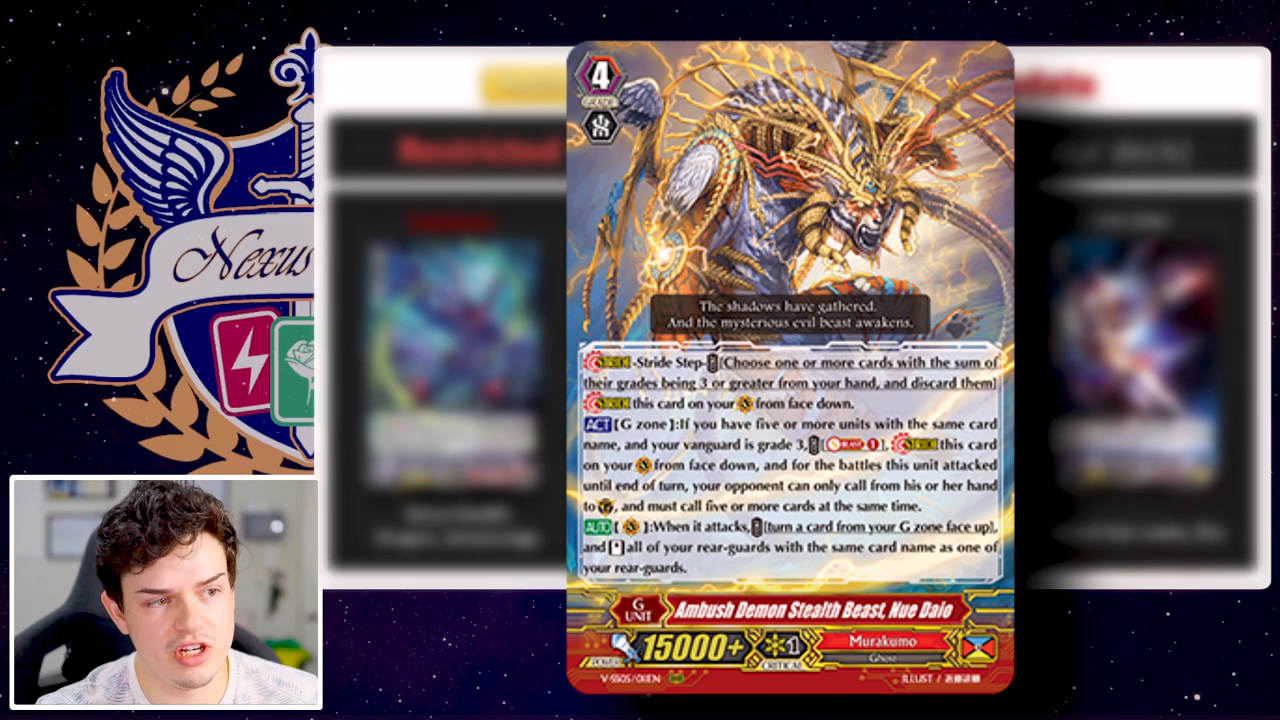 Nexus
Restricted
4
GRADE
The shadows have gathered.
And the mysterious evil beast awakens.
STRIDE -Stride Step- [Choose one or more cards with the sum of
their grades being 3 or greater from your hand, and discard them]
STRIDE this card on your from face down.
ACT [G zone]:If you have five or more units with the same card
name, and your vanguard is grade 3, [ BLAST 1 ], STRIDE this card
on your from face down, and for the battles this unit attacked
until end of turn, your opponent can only call from his or her hand
to , and must call five or more cards at the same time.
AUTO [ ]:When it attacks, [turn a card from your G zone face up],
and all of your rear-guards with the same card name as one of
your rear-guards.
G
UNIT
Ambush Demon Stealth Beast, Nue Daio
POWER 15000+
1
CRITICAL
Murakumo
Ghost
V-SS05/011EN
ILLUST /